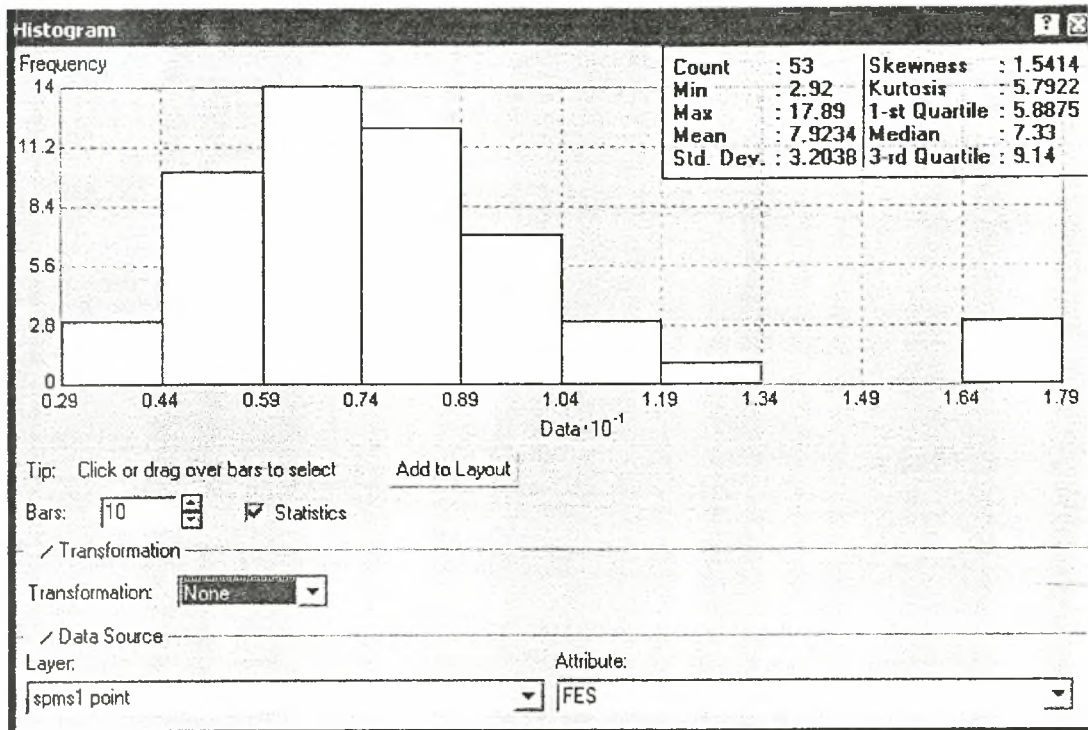 Histogram
Frequency
14
11.2
8.4
5.6
2.8
0
0.29 0.44 0.59 0.74 0.89 1.04 1.19 1.34 1.49 1.64 1.79
Data·10⁻¹
Count : 53 Skewness : 1.5414
Min : 2.92 Kurtosis : 5.7922
Max : 17.89 1-st Quartile : 5.8875
Mean : 7.9234 Median : 7.33
Std. Dev. : 3.2038 3-rd Quartile : 9.14
Tip: Click or drag over bars to select Add to Layout
Bars: 10 Statistics
Transformation
Transformation: None
Data Source
Layer: Attribute:
spms1 point FES